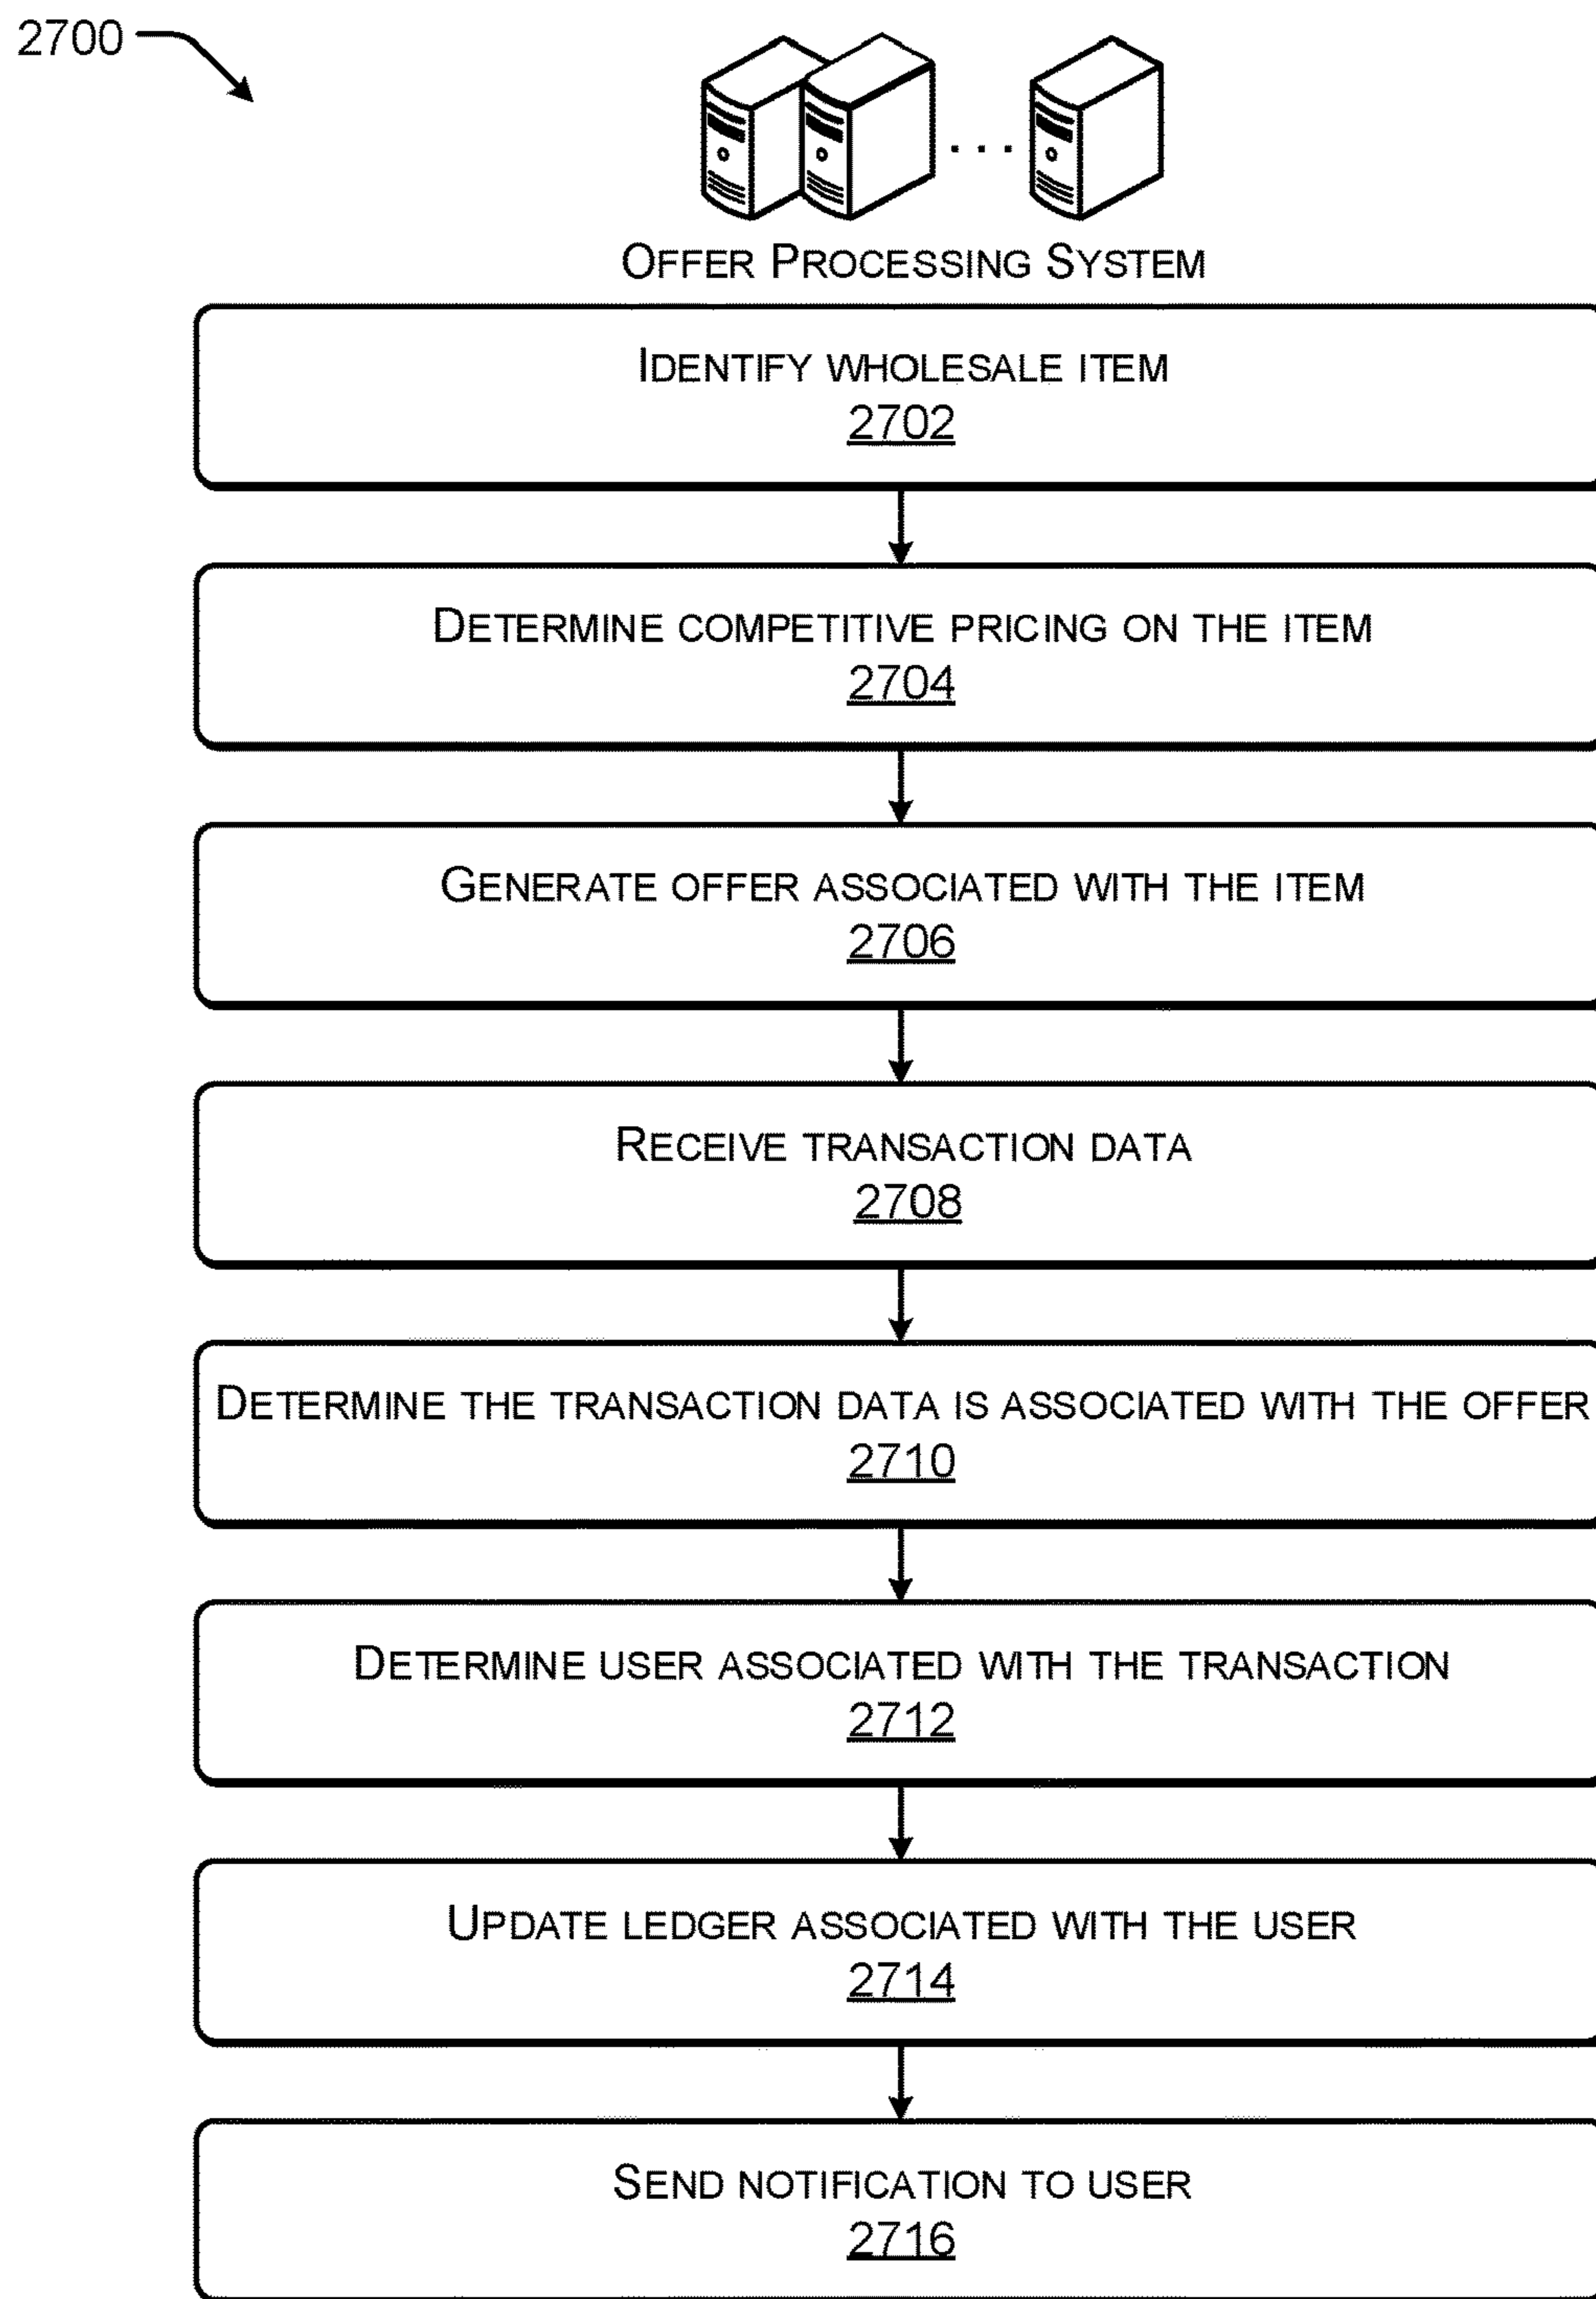 2700
OFFER PROCESSING SYSTEM
IDENTIFY WHOLESALE ITEM
2702
DETERMINE COMPETITIVE PRICING ON THE ITEM
2704
GENERATE OFFER ASSOCIATED WITH THE ITEM
2706
RECEIVE TRANSACTION DATA
2708
DETERMINE THE TRANSACTION DATA IS ASSOCIATED WITH THE OFFER
2710
DETERMINE USER ASSOCIATED WITH THE TRANSACTION
2712
UPDATE LEDGER ASSOCIATED WITH THE USER
2714
SEND NOTIFICATION TO USER
2716